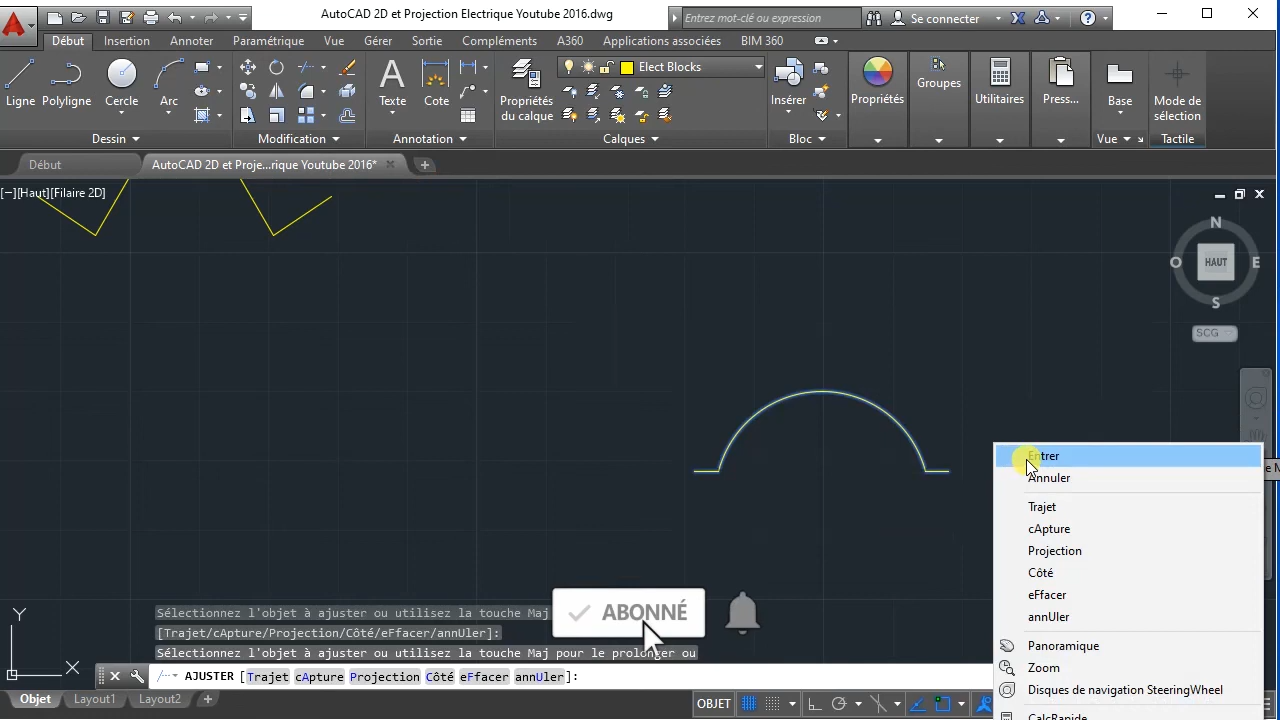 AutoCAD 2D et Projection Electrique Youtube 2016.dwg
Entrez mot-clé ou expression
Se connecter
Début Insertion Annoter Paramétrique Vue Gérer Sortie Compléments A360 Applications associées BIM 360
Ligne Polyligne Cercle Arc
Texte Cote
Propriétés du calque
Elect Blocks
Insérer
Propriétés
Groupes
Utilitaires
Press...
Base
Mode de sélection
Dessin Modification Annotation Calques Bloc Vue Tactile
Début
AutoCAD 2D et Proje...rique Youtube 2016*
[−][Haut][Filaire 2D]
N
O HAUT E
S
SCG
Entrer
Annuler
Trajet
cApture
Projection
Côté
eFfacer
annUler
Panoramique
Zoom
Disques de navigation SteeringWheel
CalcRapide
Sélectionnez l'objet à ajuster ou utilisez la touche Maj
[Trajet/cApture/Projection/Côté/eFfacer/annUler]:
Sélectionnez l'objet à ajuster ou utilisez la touche Maj pour le prolonger ou
ABONNÉ
Y
X
AJUSTER [Trajet cApture Projection Côté eFfacer annUler]:
Objet Layout1 Layout2
OBJET